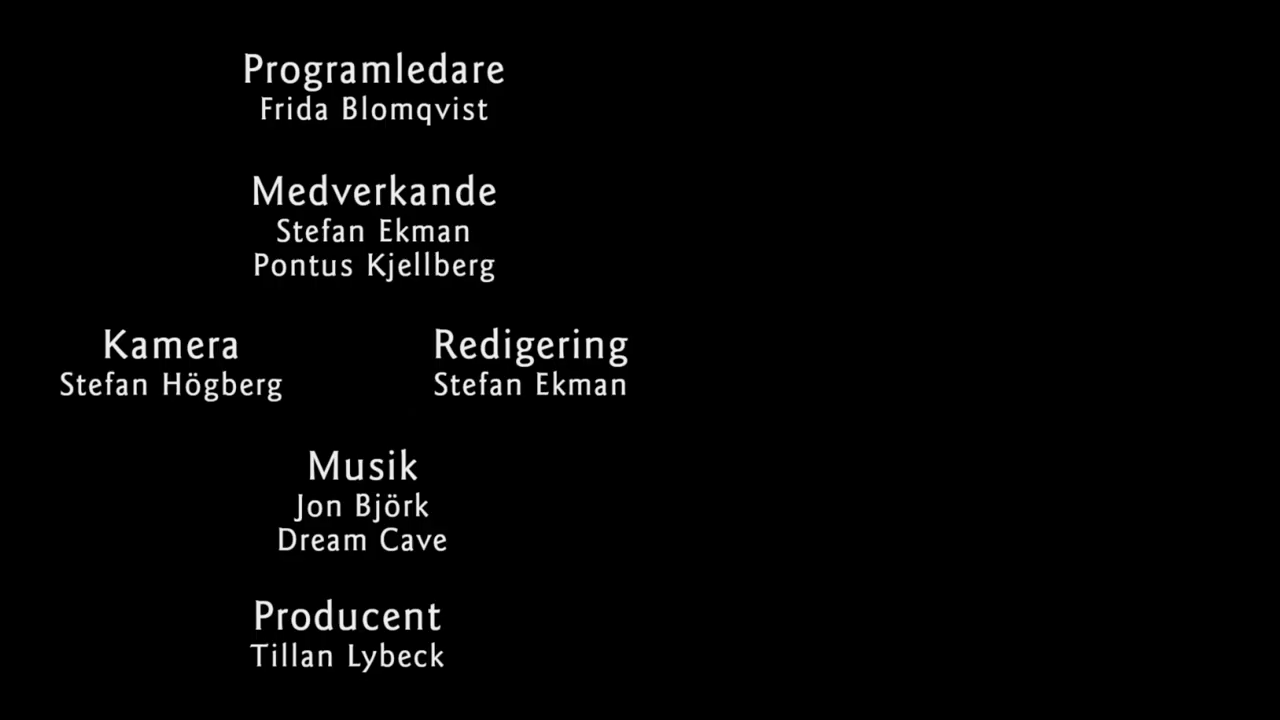 Programledare
Frida Blomqvist
Medverkande
Stefan Ekman
Pontus Kjellberg
Kamera
Stefan Högberg
Redigering
Stefan Ekman
Musik
Jon Björk
Dream Cave
Producent
Tillan Lybeck